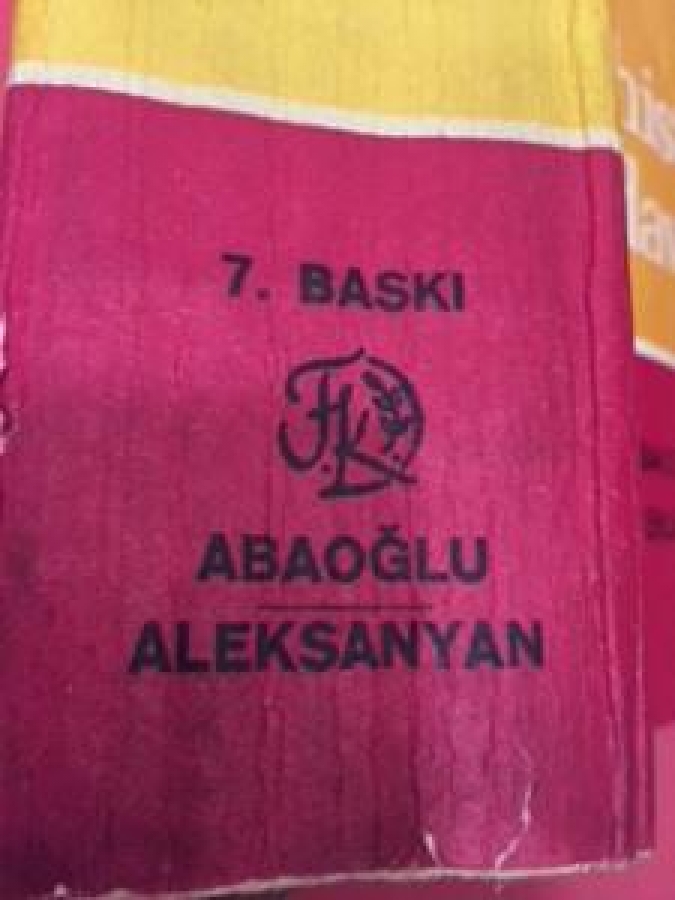 7. BASKI
F.K.
ABAOĞLU
ALEKSANYAN